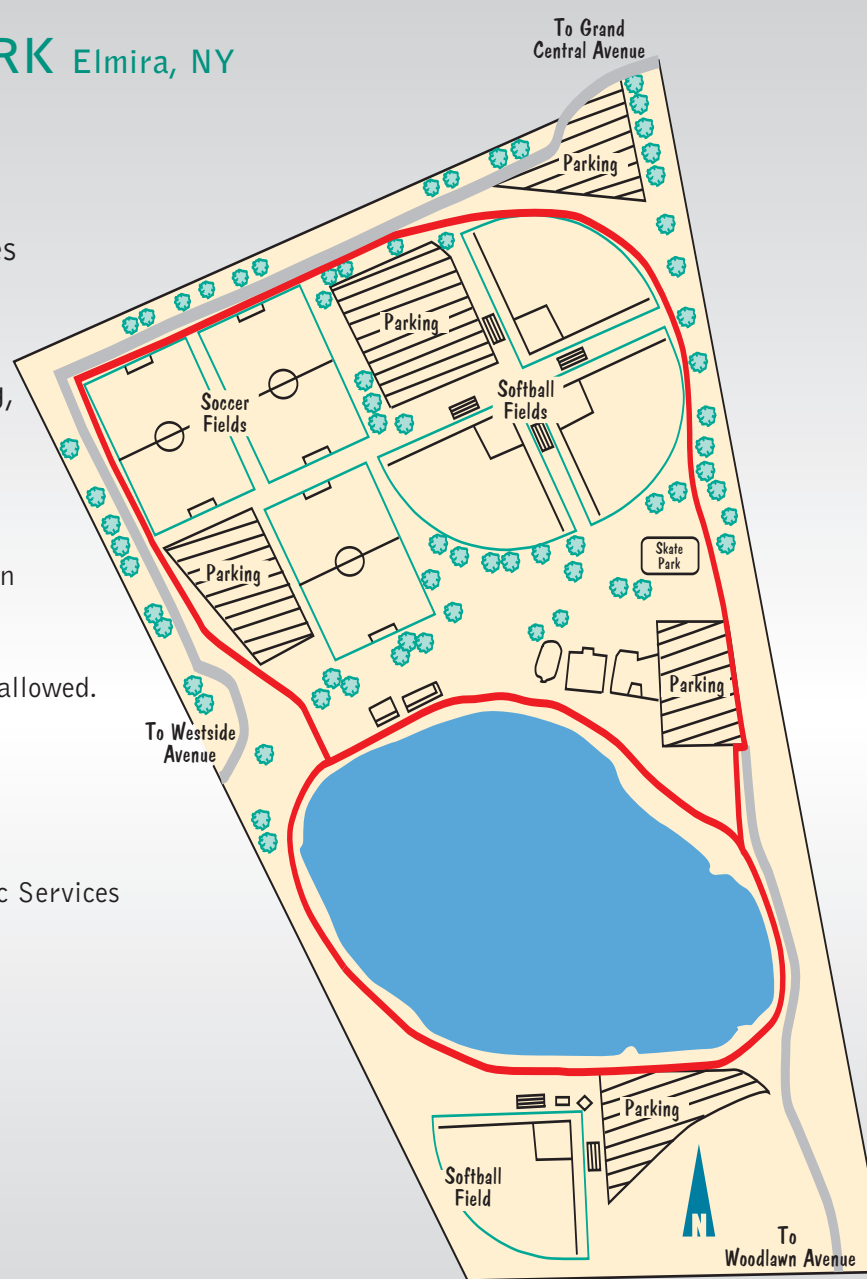 RK Elmira, NY
es
g,
n
allowed.
c Services
To Grand
Central Avenue
Parking
Parking
Soccer
Fields
Softball
Fields
Skate
Park
Parking
Parking
To Westside
Avenue
Parking
Softball
Field
N
To
Woodlawn Avenue